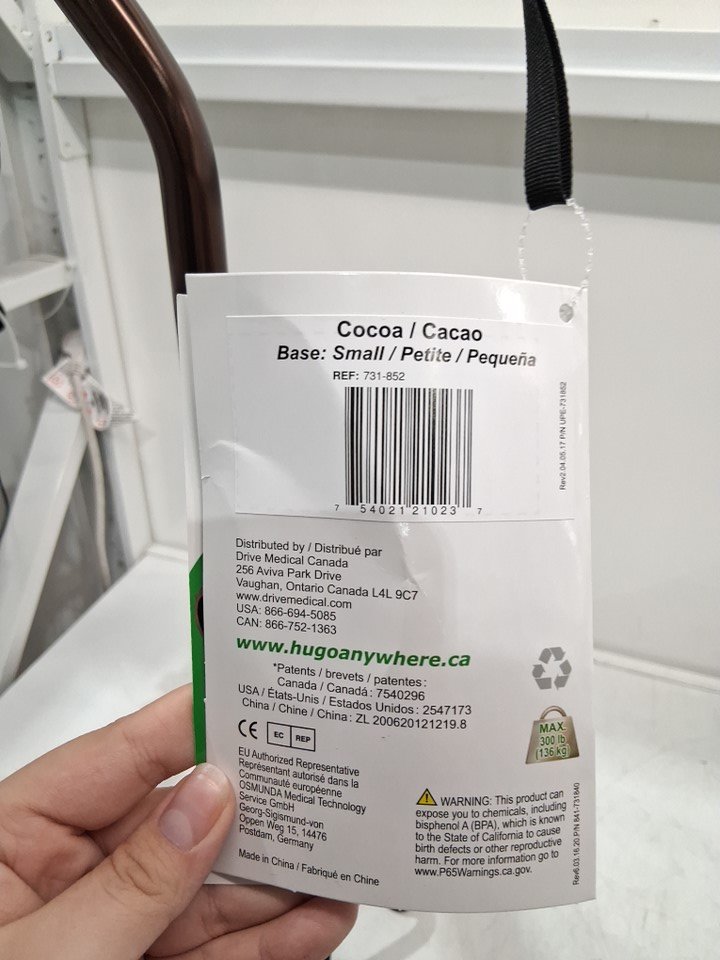 Cocoa / Cacao
Base: Small / Petite / Pequeña
REF: 731-852
7 54021 21023 7
Rev2.04.05.17 P/N UPE-731852
Distributed by / Distribué par
Drive Medical Canada
256 Aviva Park Drive
Vaughan, Ontario Canada L4L 9C7
www.drivemedical.com
USA: 866-694-5085
CAN: 866-752-1363
www.hugoanywhere.ca
*Patents / brevets / patentes:
Canada / Canadá : 7540296
USA / États-Unis / Estados Unidos : 2547173
China / Chine / China : ZL 200620121219.8
CE EC REP
MAX.
300 lb
(136 kg)
EU Authorized Representative
Représentant autorisé dans la
Communauté européenne
OSMUNDA Medical Technology
Service GmbH
Georg-Sigismund-von
Oppen Weg 15, 14476
Postdam, Germany
Made in China / Fabriqué en Chine
WARNING: This product can
expose you to chemicals, including
bisphenol A (BPA), which is known
to the State of California to cause
birth defects or other reproductive
harm. For more information go to
www.P65Warnings.ca.gov.
Rev6.03.16.20 P/N 841-731840